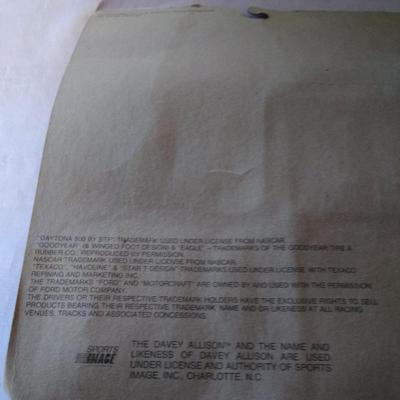 "DAYTONA 500 BY STP" TRADEMARK USED UNDER LICENSE FROM NASCAR.
"GOODYEAR" (& WINGED FOOT DESIGN) & "EAGLE" – TRADEMARKS OF THE GOODYEAR TIRE &
RUBBER CO., REPRODUCED BY PERMISSION.
NASCAR TRADEMARK USED UNDER LICENSE FROM NASCAR.
"TEXACO", "HAVOLINE" & "STAR T DESIGN" TRADEMARKS USED UNDER LICENSE WITH TEXACO
REFINING AND MARKETING INC.
THE TRADEMARKS "FORD" AND "MOTORCRAFT" ARE OWNED BY AND USED WITH THE PERMISSION
OF FORD MOTOR COMPANY.
THE DRIVERS OR THEIR RESPECTIVE TRADEMARK HOLDERS HAVE THE EXCLUSIVE RIGHTS TO SELL
PRODUCTS BEARING THEIR RESPECTIVE TRADEMARK, NAME AND OR LIKENESS AT ALL RACING
VENUES, TRACKS AND ASSOCIATED CONCESSIONS.
SPORTS
IMAGE
THE DAVEY ALLISON™ AND THE NAME AND
LIKENESS OF DAVEY ALLISON ARE USED
UNDER LICENSE AND AUTHORITY OF SPORTS
IMAGE, INC., CHARLOTTE, N.C.